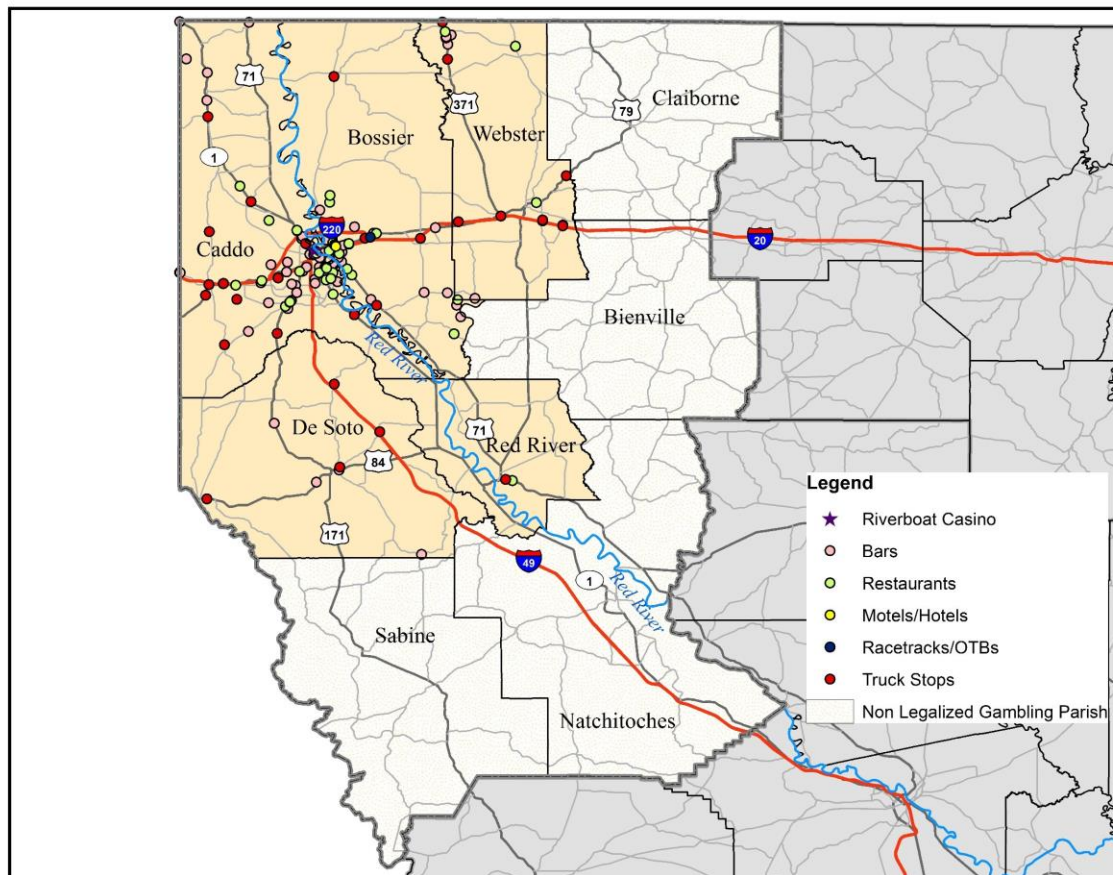 71
371
Claiborne
79
Bossier
Webster
1
220
20
Caddo
Bienville
Red River
De Soto
71
Red River
84
171
49
1
Red River
Sabine
Natchitoches
Legend
Riverboat Casino
Bars
Restaurants
Motels/Hotels
Racetracks/OTBs
Truck Stops
Non Legalized Gambling Parish